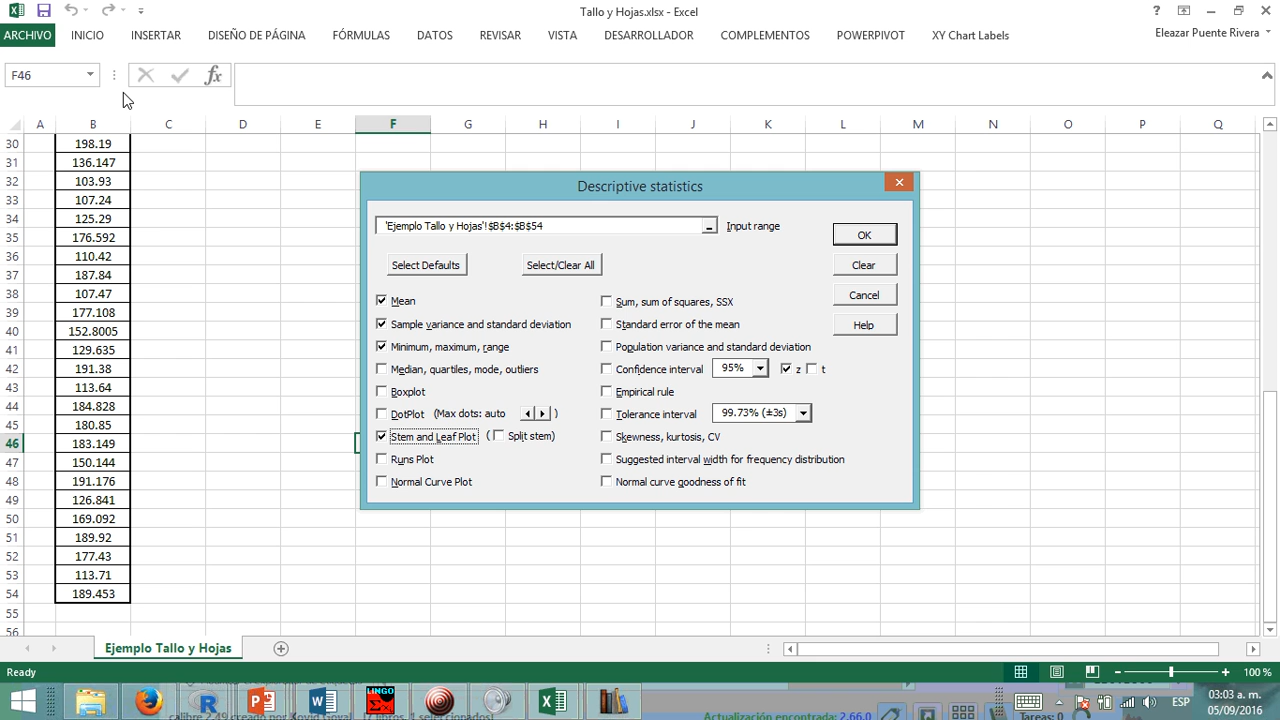 Tallo y Hojas.xlsx - Excel
?
ARCHIVO INICIO INSERTAR DISEÑO DE PÁGINA FÓRMULAS DATOS REVISAR VISTA DESARROLLADOR COMPLEMENTOS POWERPIVOT XY Chart Labels Eleazar Puente Rivera
F46 fx
A B C D E F G H I J K L M N O P Q
30 198.19
31 136.147
32 103.93
33 107.24
34 125.29
35 176.592
36 110.42
37 187.84
38 107.47
39 177.108
40 152.8005
41 129.635
42 191.38
43 113.64
44 184.828
45 180.85
46 183.149
47 150.144
48 191.176
49 126.841
50 169.092
51 189.92
52 177.43
53 113.71
54 189.453
55
56
Descriptive statistics
'Ejemplo Tallo y Hojas'!$B$4:$B$54 Input range
OK
Select Defaults Select/Clear All Clear
Cancel
Help
Mean Sum, sum of squares, SSX
Sample variance and standard deviation Standard error of the mean
Minimum, maximum, range Population variance and standard deviation
Median, quartiles, mode, outliers Confidence interval 95% z t
Boxplot Empirical rule
DotPlot (Max dots: auto ) Tolerance interval 99.73% (±3s)
Stem and Leaf Plot ( Split stem) Skewness, kurtosis, CV
Runs Plot Suggested interval width for frequency distribution
Normal Curve Plot Normal curve goodness of fit
Ejemplo Tallo y Hojas
Ready 100 %
LINGO
ESP
03:03 a. m.
05/09/2016
Actualización encontrada: 2.66.0
Tareas: 0